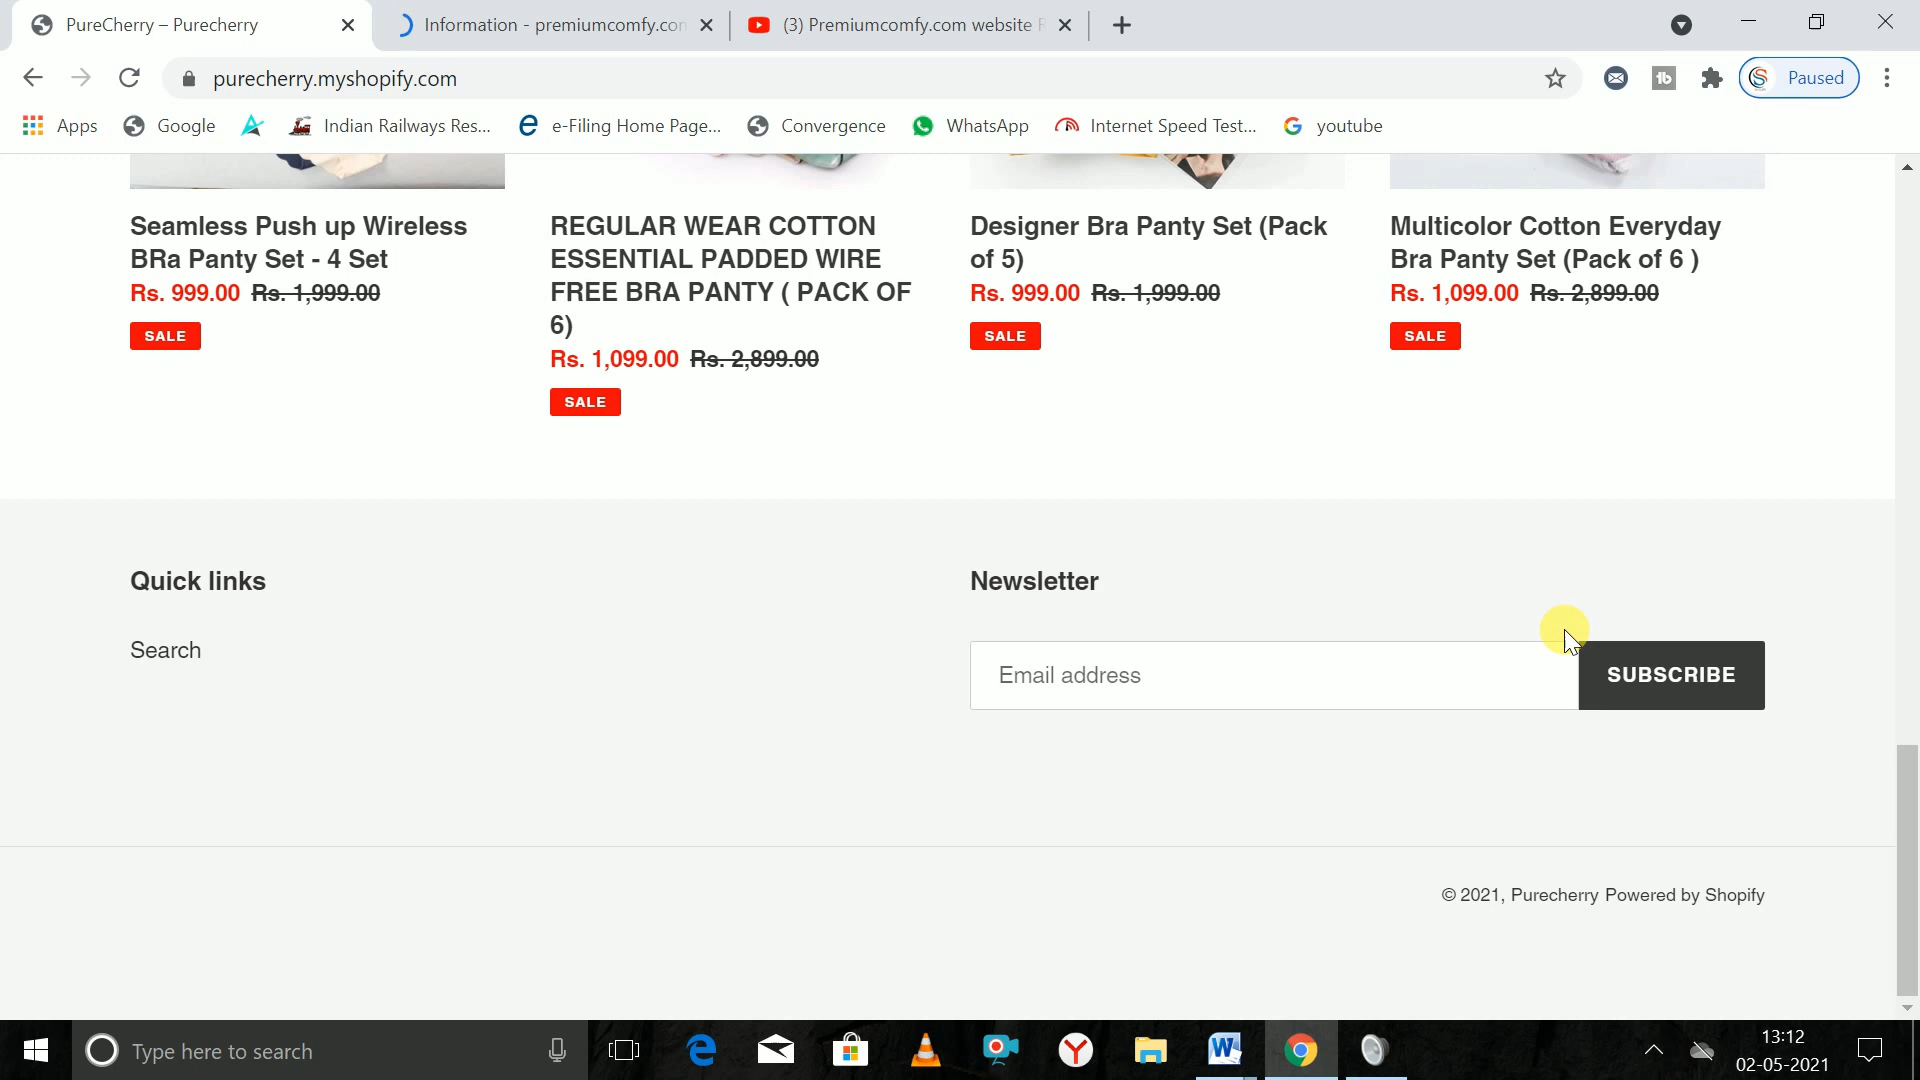 PureCherry – Purecherry
Information - premiumcomfy.con
(3) Premiumcomfy.com website R
purecherry.myshopify.com
Paused
Apps
Google
Indian Railways Res...
e-Filing Home Page...
Convergence
WhatsApp
Internet Speed Test...
youtube
Seamless Push up Wireless
BRa Panty Set - 4 Set
Rs. 999.00 Rs. 1,999.00
SALE
REGULAR WEAR COTTON
ESSENTIAL PADDED WIRE
FREE BRA PANTY ( PACK OF
6)
Rs. 1,099.00 Rs. 2,899.00
SALE
Designer Bra Panty Set (Pack
of 5)
Rs. 999.00 Rs. 1,999.00
SALE
Multicolor Cotton Everyday
Bra Panty Set (Pack of 6 )
Rs. 1,099.00 Rs. 2,899.00
SALE
Quick links
Search
Newsletter
Email address
SUBSCRIBE
© 2021, Purecherry Powered by Shopify
Type here to search
13:12
02-05-2021